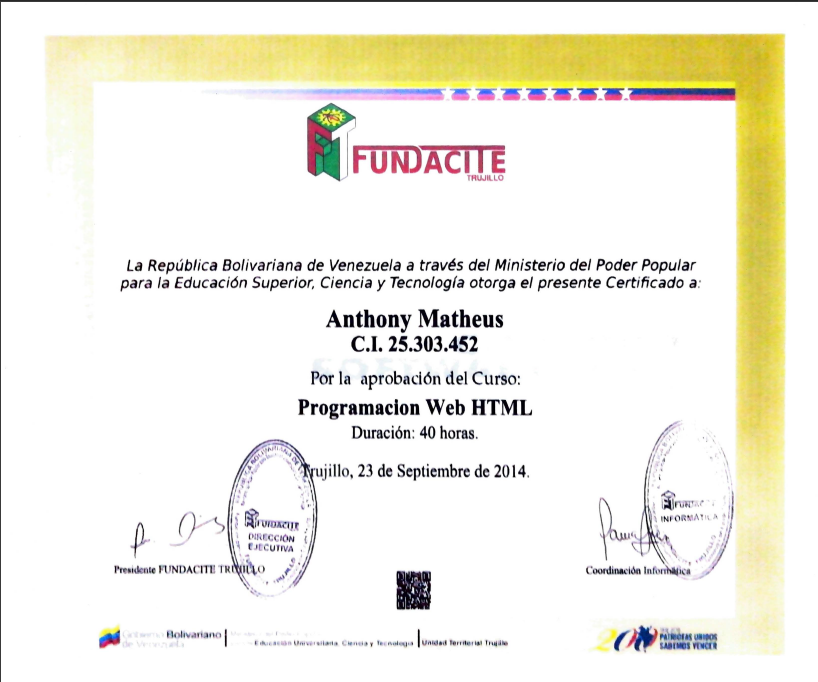 FUNDACITE
TRUJILLO
La República Bolivariana de Venezuela a través del Ministerio del Poder Popular
para la Educación Superior, Ciencia y Tecnología otorga el presente Certificado a:
Anthony Matheus
C.I. 25.303.452
Por la aprobación del Curso:
Programacion Web HTML
Duración: 40 horas.
Trujillo, 23 de Septiembre de 2014.
FUNDACITE
DIRECCIÓN
EJECUTIVA
INFORMÁTICA
Presidente FUNDACITE TRUJILLO
Coordinación Informática
Gobierno Bolivariano
de Venezuela
Educación Universitaria, Ciencia y Tecnología
Unidad Territorial Trujillo
200
PATRIOTAS UNIDOS
SABEMOS VENCER